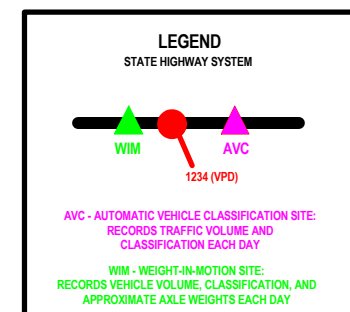 LEGEND
STATE HIGHWAY SYSTEM
WIM
AVC
1234 (VPD)
AVC - AUTOMATIC VEHICLE CLASSIFICATION SITE:
RECORDS TRAFFIC VOLUME AND
CLASSIFICATION EACH DAY
WIM - WEIGHT-IN-MOTION SITE:
RECORDS VEHICLE VOLUME, CLASSIFICATION, AND
APPROXIMATE AXLE WEIGHTS EACH DAY